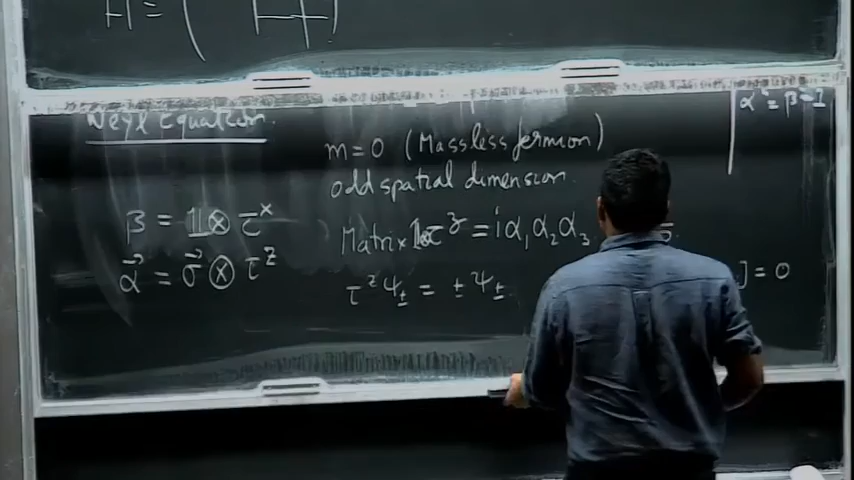 H =
Weyl Equation.
α² = β² = 1
m = 0 (Massless fermion)
odd spatial dimension.
β = 1 ⊗ τˣ
Matrix 1⊗τᶻ = iα₁α₂α₃
α⃗ = σ⃗ ⊗ τᶻ
] = 0
τᶻ ψ± = ± ψ±